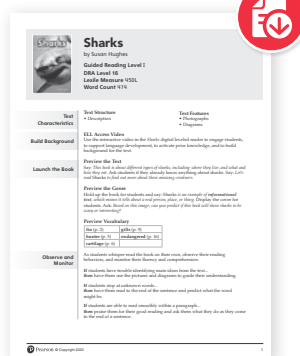 Sharks
Sharks
by Susan Hughes
Guided Reading Level I
DRA Level 16
Lexile Measure 450L
Word Count 474
Text Characteristics
Text Structure
• Description
Text Features
• Photographs
• Diagrams
Build Background
ELL Access Video
Use the interactive video in the Sharks digital leveled reader to engage students,
to support language development, to activate prior knowledge, and to build
background for the text.
Launch the Book
Preview the Text
Say: This book is about different types of sharks, including where they live, and what and
how they eat. Ask students if they already know anything about sharks. Say: Let's
read Sharks to find out more about these amazing creatures.
Preview the Genre
Hold up the book for students and say: Sharks is an example of informational
text, which means it tells about a real person, place, or thing. Display the cover for
students. Ask: Based on this image, can you predict if this book will show sharks to be
scary or interesting?
Preview Vocabulary
fin (p. 2)
gills (p. 9)
hunter (p. 5)
endangered (p. 16)
cartilage (p. 6)
Observe and Monitor
As students whisper-read the book on their own, observe their reading
behaviors, and monitor their fluency and comprehension.
If students have trouble identifying main ideas from the text...
then have them use the pictures and diagrams to guide their understanding.
If students stop at unknown words...
then have them read to the end of the sentence and predict what the word
might be.
If students are able to read smoothly within a paragraph...
then praise them for their good reading and ask them what they do as they come
to the end of a sentence.
Pearson © Copyright 2020
1